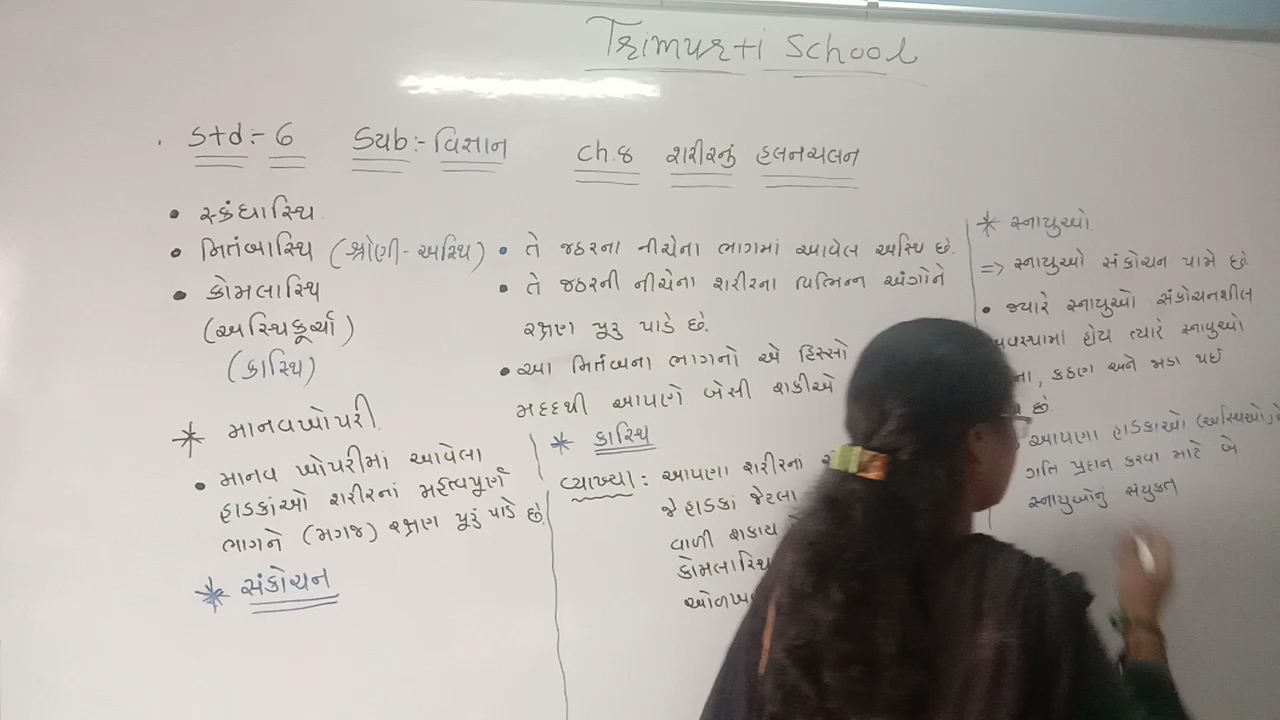 Trimurti School
Std:- 6 Sub:- વિજ્ઞાન Ch.8 શરીરનું હલનચલન
• સ્કંધાસ્થિ.
• નિતંબાસ્થિ (શ્રોણી-અસ્થિ)
• કોમલાસ્થિ
(અસ્થિકૂર્ચા)
(કાસ્થિ)
* માનવખોપરી.
• માનવ ખોપરીમાં આવેલા
હાડકાંઓ શરીરનાં મહત્વપૂર્ણ
ભાગને (મગજ) રક્ષણ પૂરું પાડે છે.
* સંકોચન
• તે જઠરના નીચેના ભાગમાં આવેલ અસ્થિ છે.
• તે જઠરની નીચેના શરીરના વિભિન્ન અંગોને
રક્ષણ પૂરું પાડે છે.
• આ નિતંબના ભાગનો એ હિસ્સો
મદદથી આપણે બેસી શકીએ
* કાસ્થિ
વ્યાખ્યા : આપણા શરીરનાં
જે હાડકાં જેટલા
વાળી શકાય
કોમલાસ્થિ
* સ્નાયુઓ.
=> સ્નાયુઓ સંકોચન પામે છે.
• જ્યારે સ્નાયુઓ સંકોચનશીલ
હોય ત્યારે સ્નાયુઓ
, કઠણ અને જાડા થઈ
છે.
આપણા હાડકાઓ (અસ્થિઓ)
ગતિ પ્રદાન કરવા માટે બે
સ્નાયુઓનું સંયુક્ત